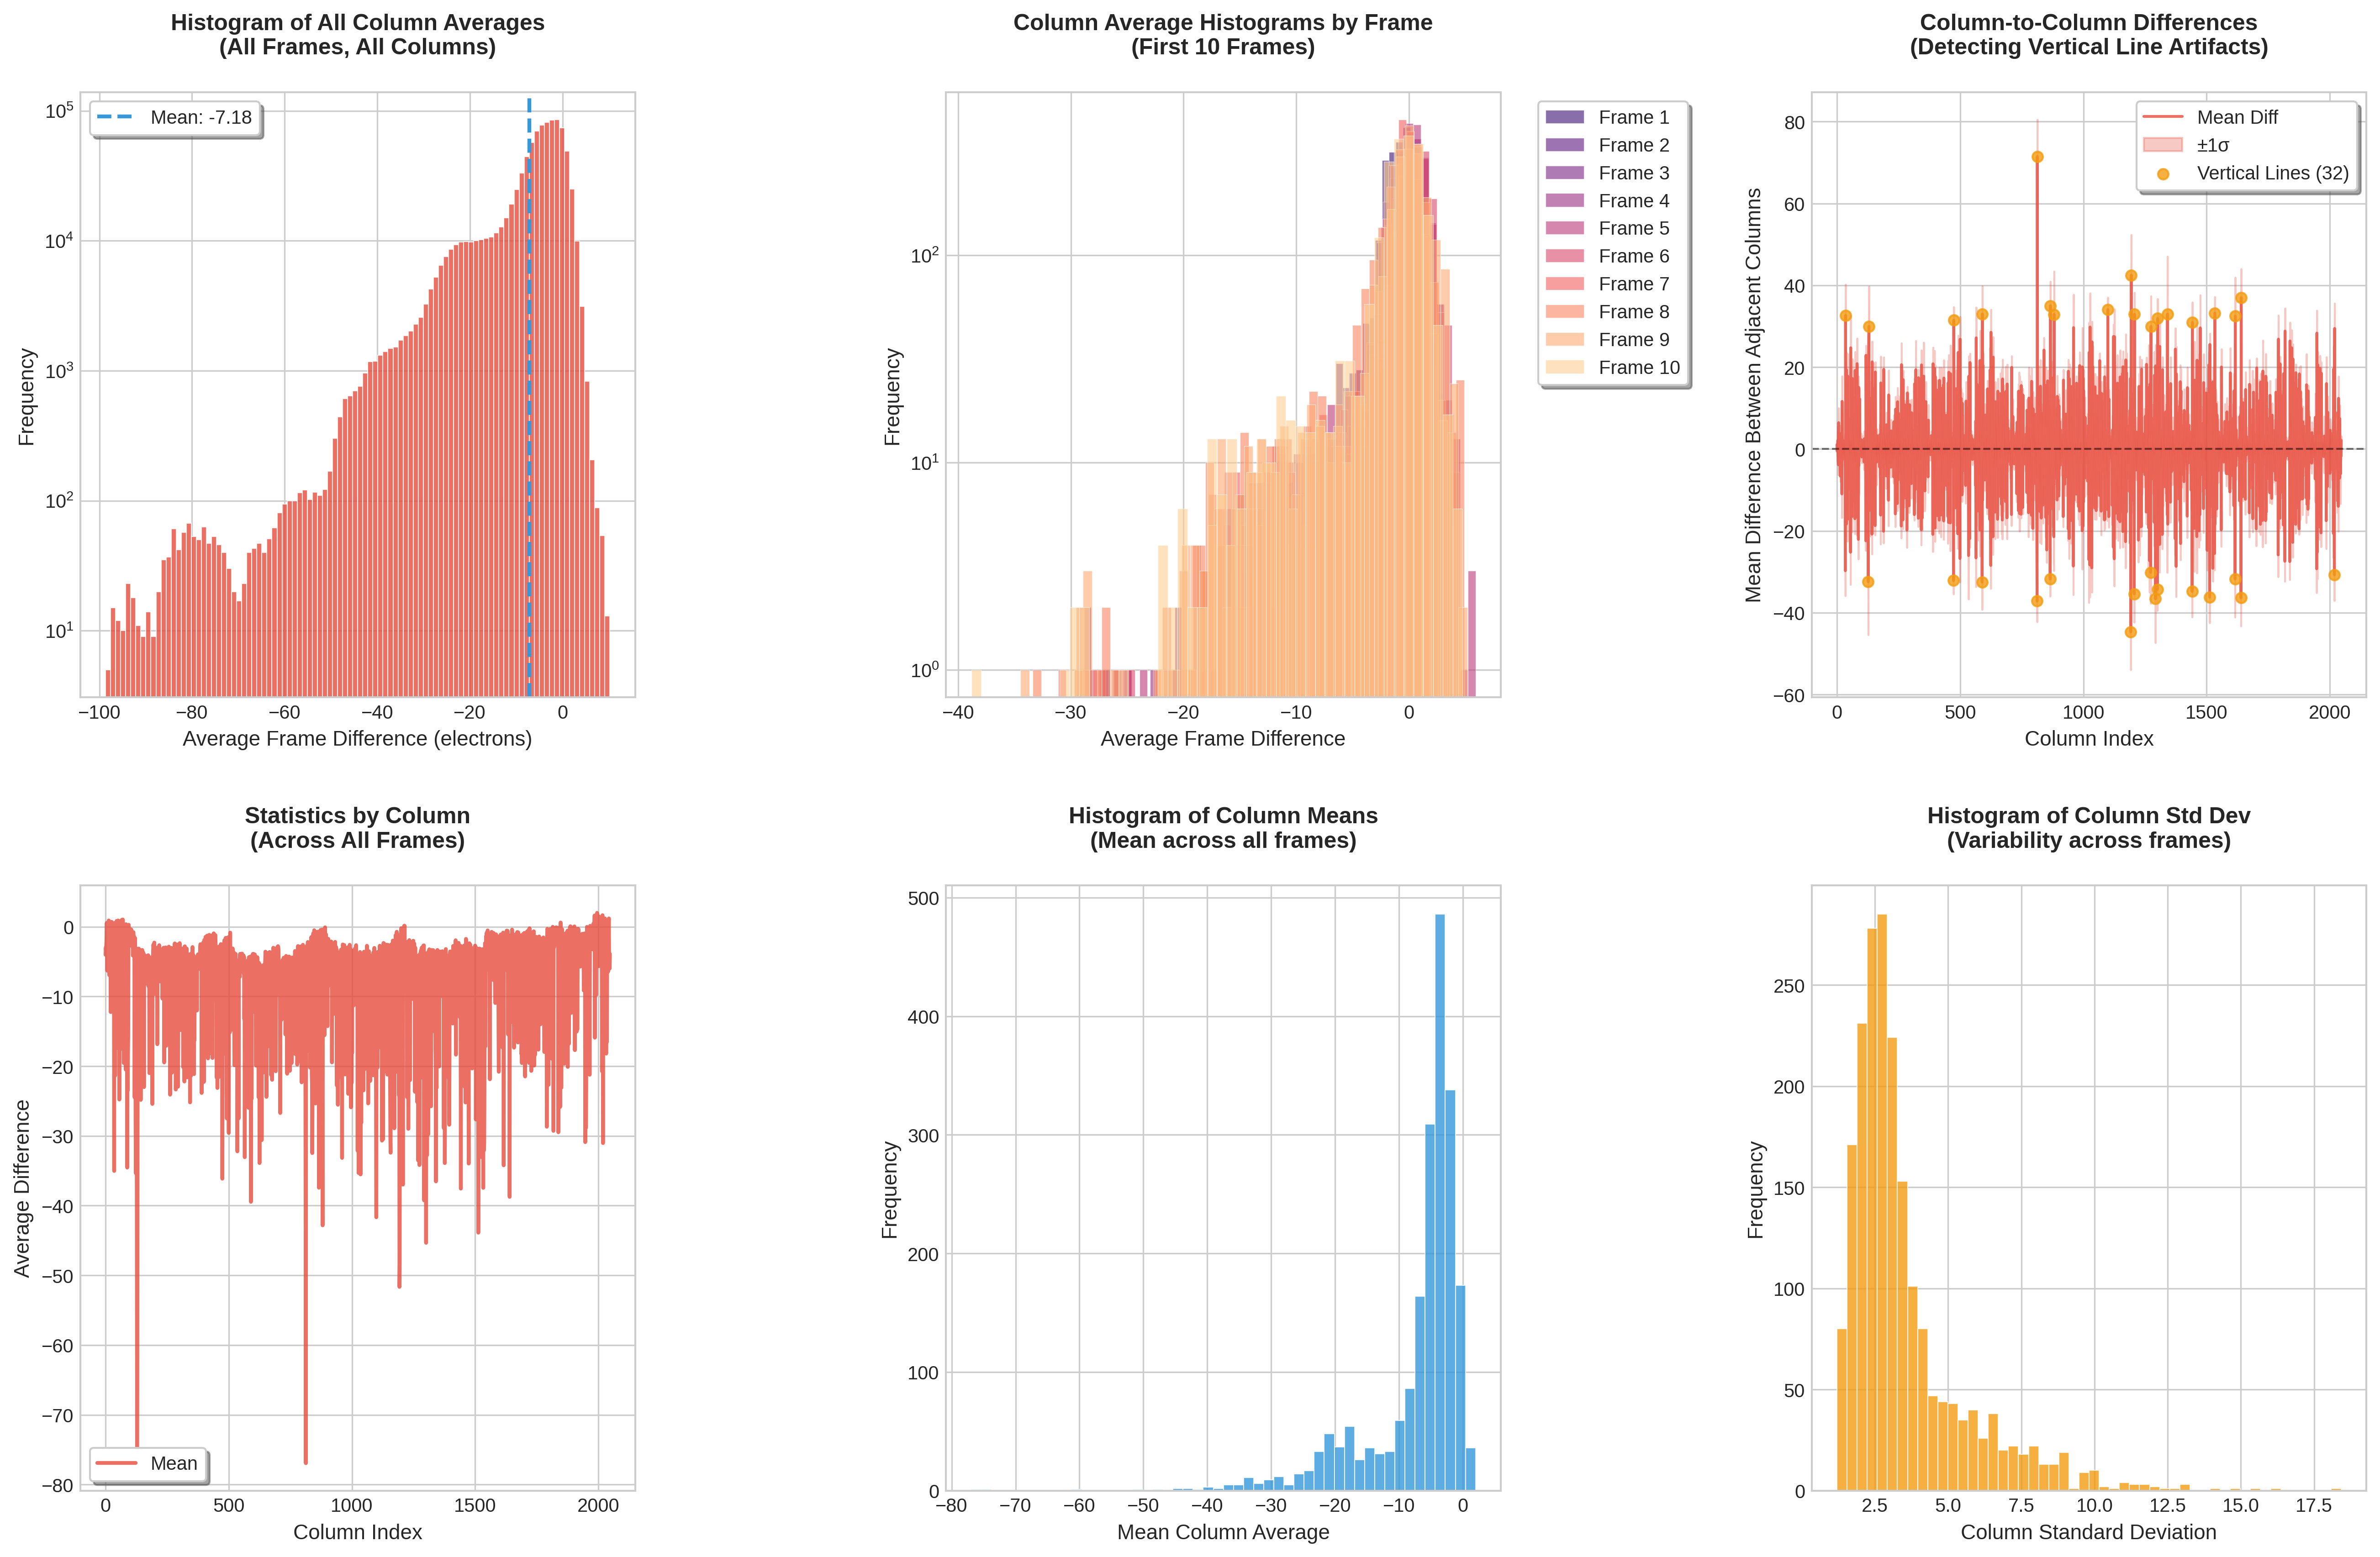 Histogram of All Column Averages
(All Frames, All Columns)
Mean: -7.18
10⁵
10⁴
10³
10²
10¹
Frequency
−100 −80 −60 −40 −20 0
Average Frame Difference (electrons)
Column Average Histograms by Frame
(First 10 Frames)
Frame 1
Frame 2
Frame 3
Frame 4
Frame 5
Frame 6
Frame 7
Frame 8
Frame 9
Frame 10
10²
10¹
10⁰
Frequency
−40 −30 −20 −10 0
Average Frame Difference
Column-to-Column Differences
(Detecting Vertical Line Artifacts)
Mean Diff
±1σ
Vertical Lines (32)
80
60
40
20
0
−20
−40
−60
Mean Difference Between Adjacent Columns
0 500 1000 1500 2000
Column Index
Statistics by Column
(Across All Frames)
0
−10
−20
−30
−40
−50
−60
−70
−80
Average Difference
Mean
0 500 1000 1500 2000
Column Index
Histogram of Column Means
(Mean across all frames)
500
400
300
200
100
0
Frequency
−80 −70 −60 −50 −40 −30 −20 −10 0
Mean Column Average
Histogram of Column Std Dev
(Variability across frames)
250
200
150
100
50
0
Frequency
2.5 5.0 7.5 10.0 12.5 15.0 17.5
Column Standard Deviation